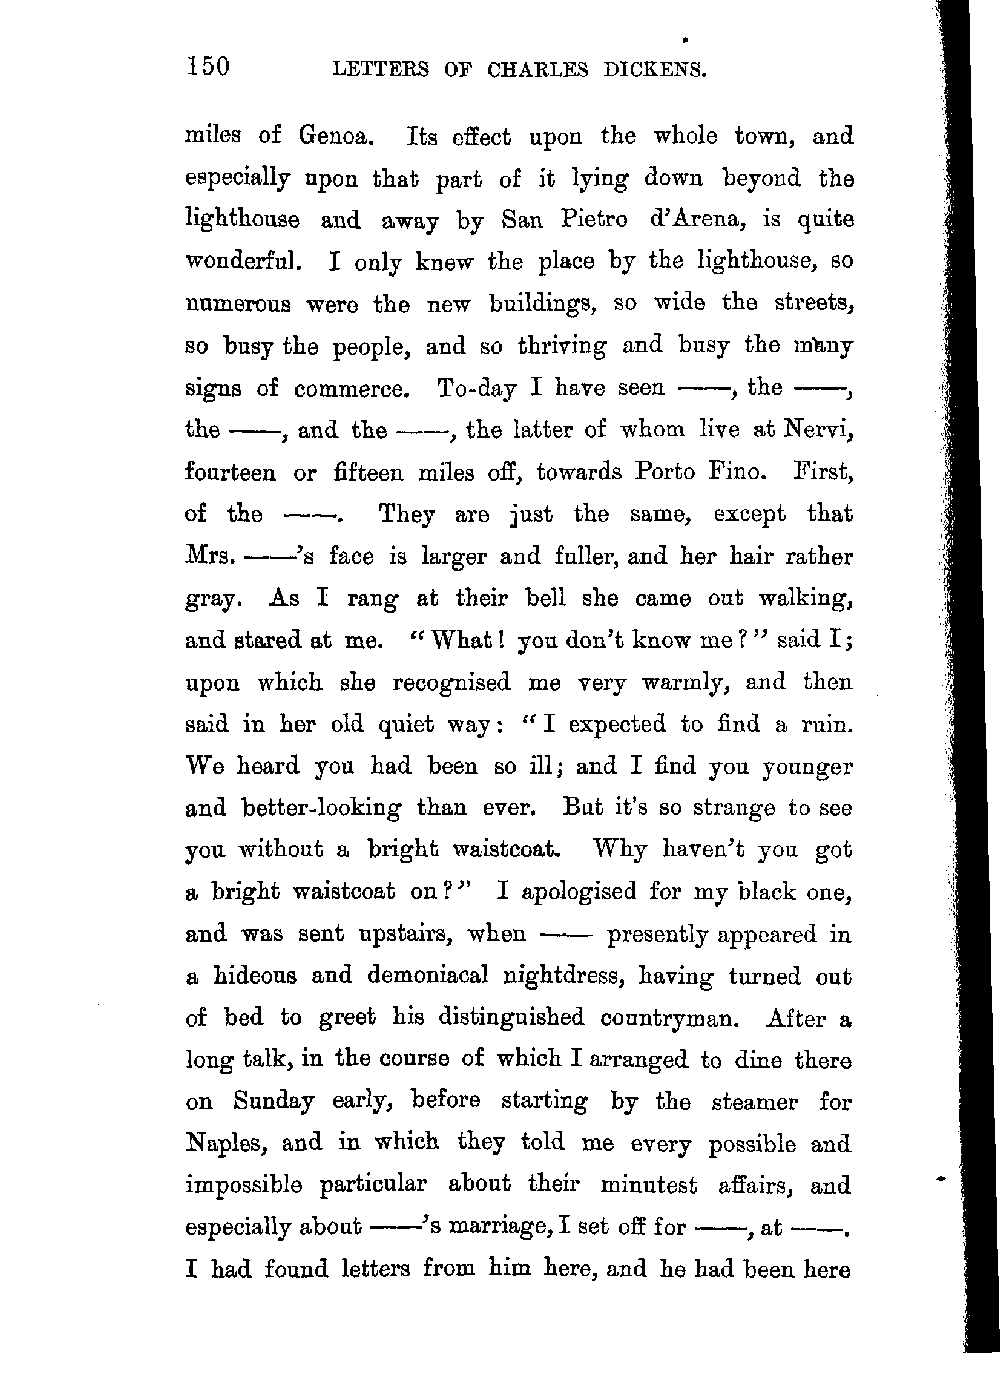 150 LETTERS OF CHARLES DICKENS.
miles of Genoa. Its effect upon the whole town, and
especially upon that part of it lying down beyond the
lighthouse and away by San Pietro d'Arena, is quite
wonderful. I only knew the place by the lighthouse, so
numerous were the new buildings, so wide the streets,
so busy the people, and so thriving and busy the many
signs of commerce. To-day I have seen ——, the ——,
the ——, and the ——, the latter of whom live at Nervi,
fourteen or fifteen miles off, towards Porto Fino. First,
of the ——. They are just the same, except that
Mrs. ——'s face is larger and fuller, and her hair rather
gray. As I rang at their bell she came out walking,
and stared at me. "What! you don't know me?" said I;
upon which she recognised me very warmly, and then
said in her old quiet way: "I expected to find a ruin.
We heard you had been so ill; and I find you younger
and better-looking than ever. But it's so strange to see
you without a bright waistcoat. Why haven't you got
a bright waistcoat on?" I apologised for my black one,
and was sent upstairs, when —— presently appeared in
a hideous and demoniacal nightdress, having turned out
of bed to greet his distinguished countryman. After a
long talk, in the course of which I arranged to dine there
on Sunday early, before starting by the steamer for
Naples, and in which they told me every possible and
impossible particular about their minutest affairs, and
especially about ——'s marriage, I set off for ——, at ——.
I had found letters from him here, and he had been here